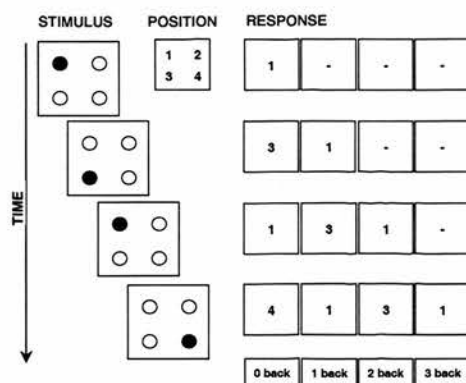 STIMULUS POSITION RESPONSE
1 2
3 4
1 - - -
3 1 - -
1 3 1 -
4 1 3 1
0 back 1 back 2 back 3 back
TIME